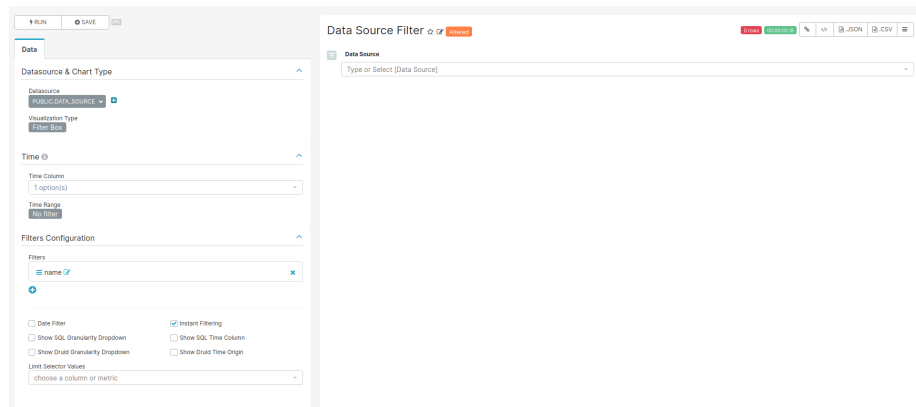 RUN
SAVE
Data
Datasource & Chart Type
Datasource
PUBLIC.DATA_SOURCE
Visualization Type
Filter Box
Time
Time Column
1 option(s)
Time Range
No filter
Filters Configuration
Filters
name
Date Filter
Instant Filtering
Show SQL Granularity Dropdown
Show SQL Time Column
Show Druid Granularity Dropdown
Show Druid Time Origin
Limit Selector Values
choose a column or metric
Data Source Filter
Altered
0 rows
.JSON
.CSV
Data Source
Type or Select [Data Source]